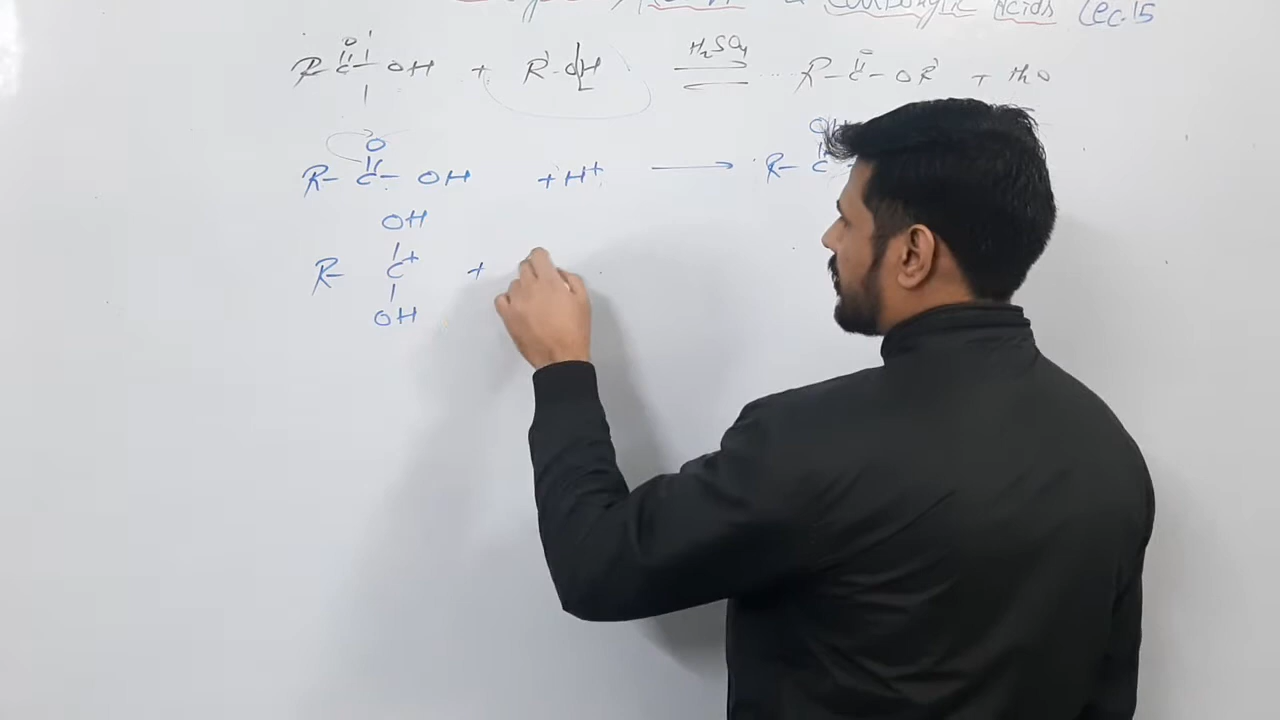 Carboxylic Acids Lec.15
O
R-C-OH + R'-OH H₂SO₄ ⇌ R-C-OR' + H₂O
O
R-C-OH + H⁺ → R-C
OH
R- C⁺ +
OH